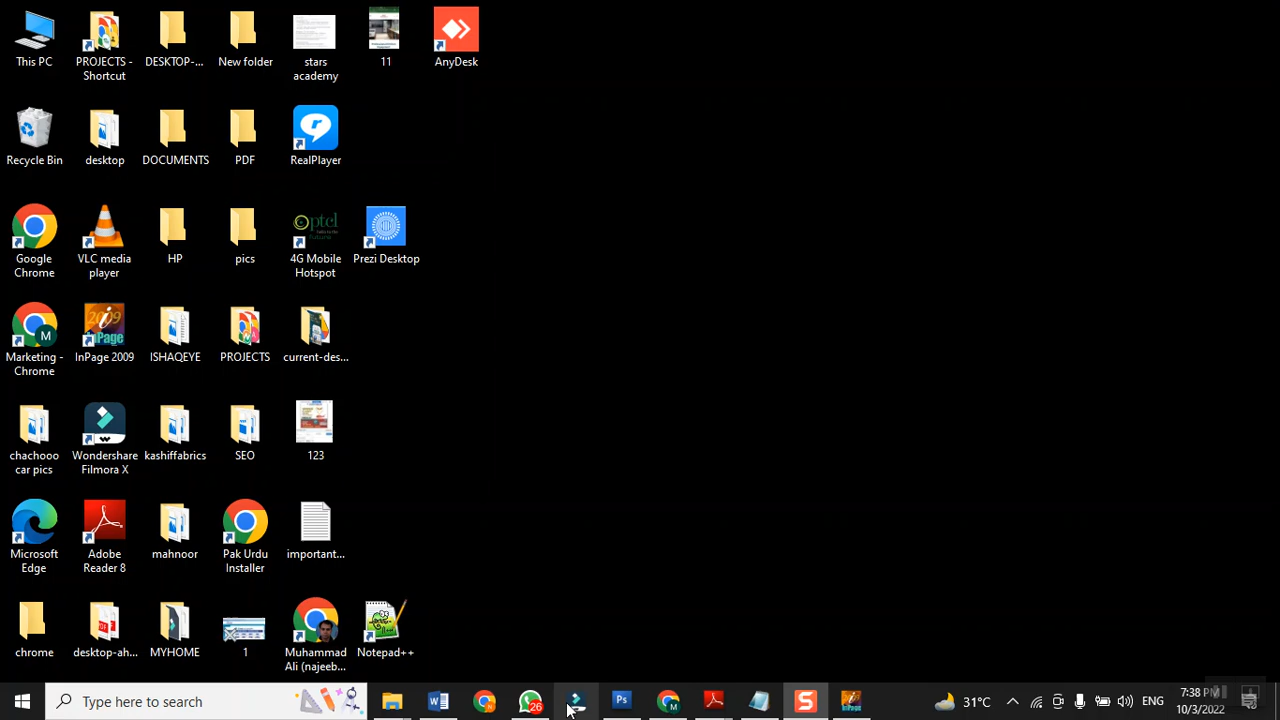 This PC
PROJECTS - Shortcut
DESKTOP-...
New folder
stars academy
11
AnyDesk
Recycle Bin
desktop
DOCUMENTS
PDF
RealPlayer
Google Chrome
VLC media player
HP
pics
ptcl
4G Mobile Hotspot
Prezi Desktop
Marketing - Chrome
InPage 2009
ISHAQEYE
PROJECTS
current-des...
chachooo car pics
Wondershare Filmora X
kashiffabrics
SEO
123
Microsoft Edge
Adobe Reader 8
mahnoor
Pak Urdu Installer
important...
chrome
desktop-ah...
MYHOME
1
Muhammad Ali (najeeb...
Notepad++
Type here to search
26
31°C
ENG
:38 PM
10/3/2022